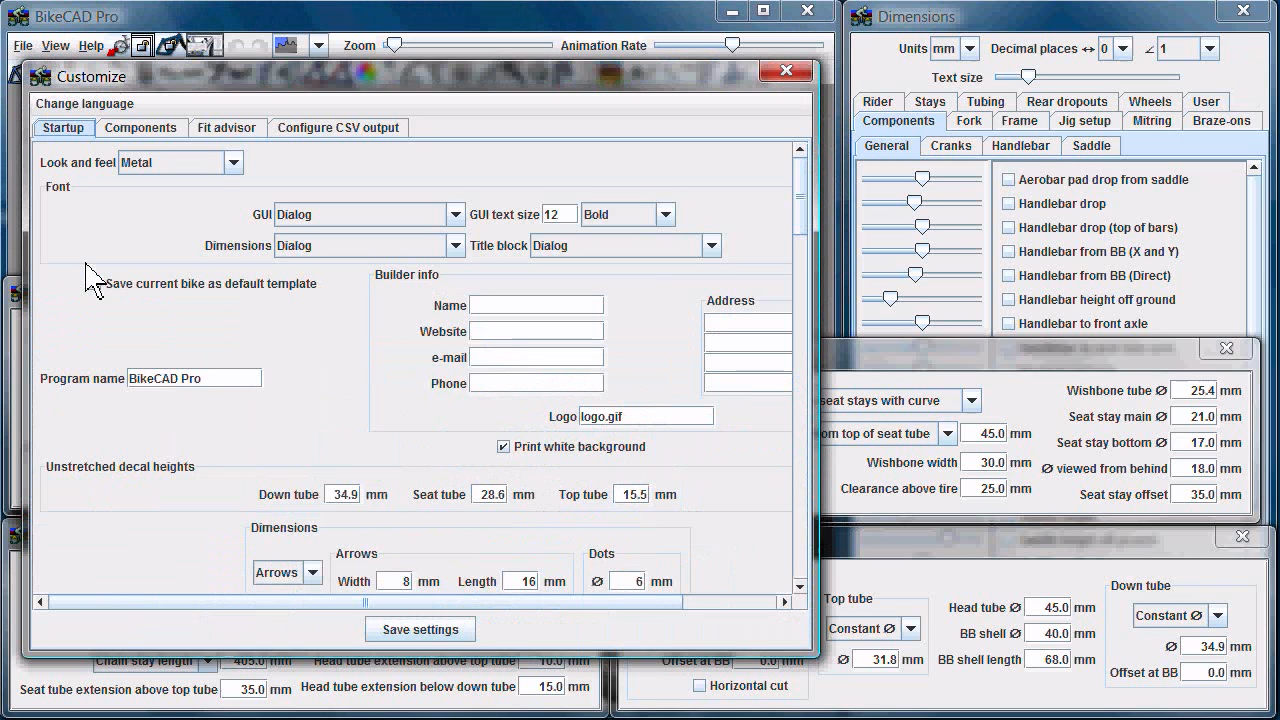 BikeCAD Pro
File View Help Zoom Animation Rate
Customize
Change language
Startup Components Fit advisor Configure CSV output
Look and feel Metal
Font
GUI Dialog GUI text size 12 Bold
Dimensions Dialog Title block Dialog
Save current bike as default template
Builder info
Name
Address
Website
e-mail
Phone
Program name BikeCAD Pro
Logo logo.gif
Print white background
Unstretched decal heights
Down tube 34.9 mm Seat tube 28.6 mm Top tube 15.5 mm
Dimensions
Arrows Dots
Arrows Width 8 mm Length 16 mm Ø 6 mm
Save settings
Dimensions
Units mm Decimal places ↔ 0 ∠ 1
Text size
Rider Stays Tubing Rear dropouts Wheels User
Components Fork Frame Jig setup Mitring Braze-ons
General Cranks Handlebar Saddle
Aerobar pad drop from saddle
Handlebar drop
Handlebar drop (top of bars)
Handlebar from BB (X and Y)
Handlebar from BB (Direct)
Handlebar height off ground
Handlebar to front axle
seat stays with curve
om top of seat tube 45.0 mm
Wishbone width 30.0 mm
Clearance above tire 25.0 mm
Wishbone tube Ø 25.4 mm
Seat stay main Ø 21.0 mm
Seat stay bottom Ø 17.0 mm
Ø viewed from behind 18.0 mm
Seat stay offset 35.0 mm
Top tube
Constant Ø
Ø 31.8 mm
Head tube Ø 45.0 mm
BB shell Ø 40.0 mm
BB shell length 68.0 mm
Down tube
Constant Ø
Ø 34.9 mm
Offset at BB 0.0 mm
Chain stay length 405.0 mm Head tube extension above top tube 10.0 mm
Seat tube extension above top tube 35.0 mm Head tube extension below down tube 15.0 mm
Offset at BB 0.0 mm
Horizontal cut